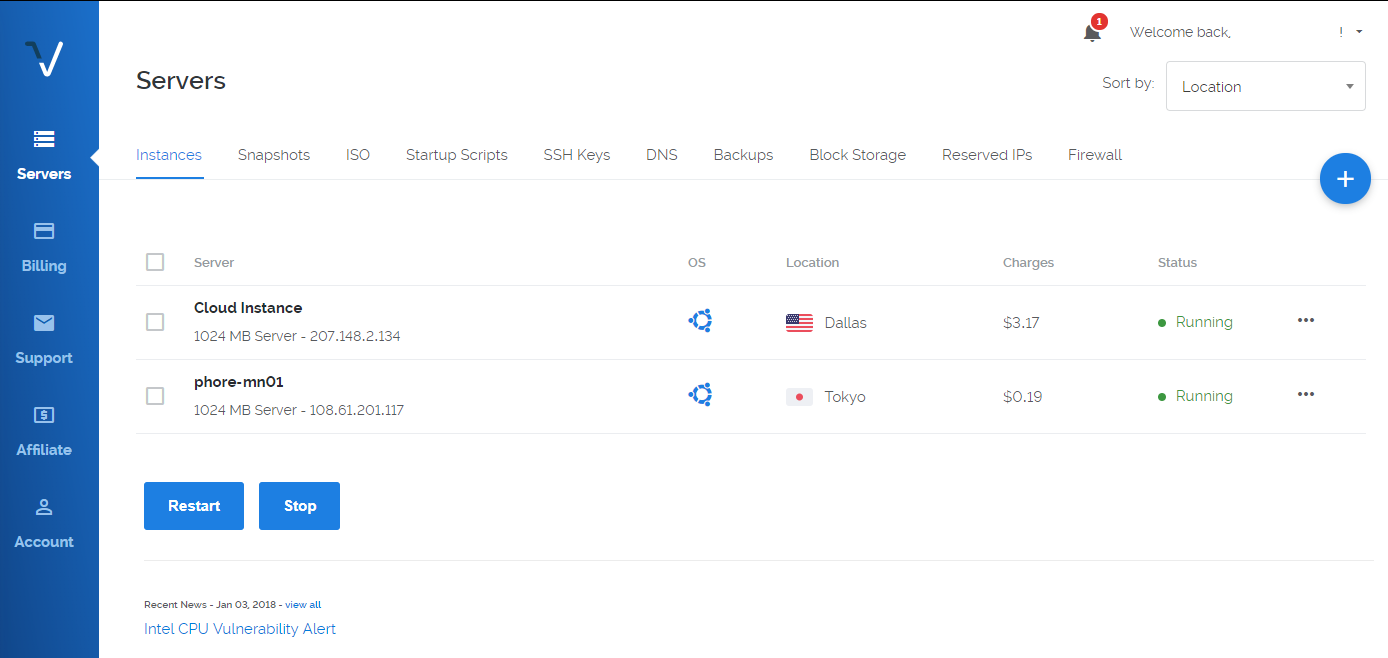 1
Welcome back, !
Servers
Sort by: Location
Instances Snapshots ISO Startup Scripts SSH Keys DNS Backups Block Storage Reserved IPs Firewall
+
Servers
Billing
Support
Affiliate
Account
Server OS Location Charges Status
Cloud Instance
1024 MB Server - 207.148.2.134
Dallas $3.17 Running
phore-mn01
1024 MB Server - 108.61.201.117
Tokyo $0.19 Running
Restart Stop
Recent News - Jan 03, 2018 - view all
Intel CPU Vulnerability Alert